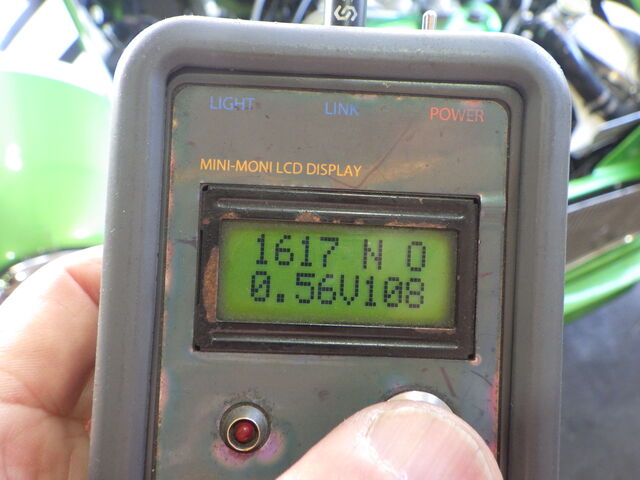 LIGHT LINK POWER
MINI-MONI LCD DISPLAY
1617 N 0
0.56V108